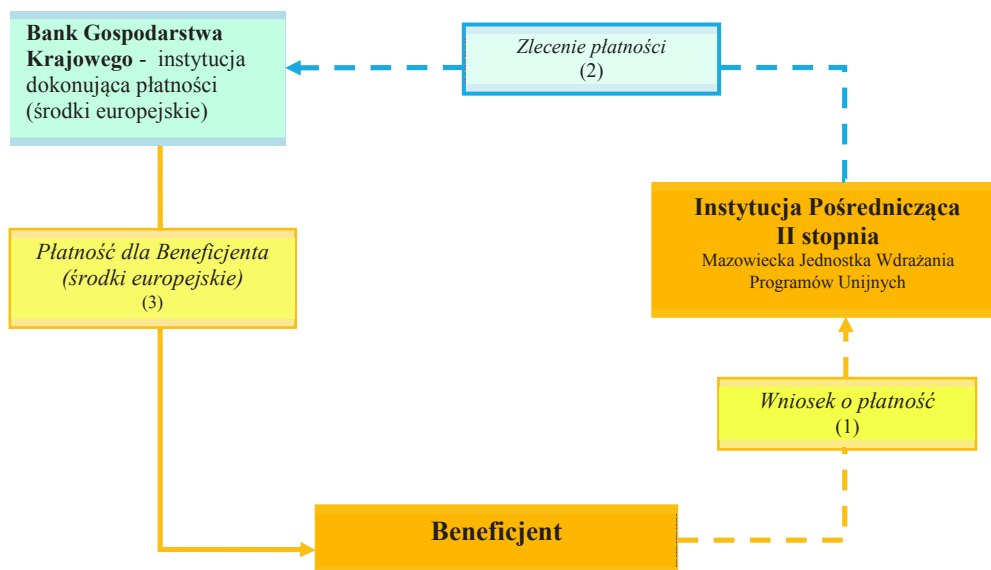 Bank Gospodarstwa
Krajowego - instytucja
dokonująca płatności
(środki europejskie)
Zlecenie płatności
(2)
Instytucja Pośrednicząca
II stopnia
Mazowiecka Jednostka Wdrażania
Programów Unijnych
Płatność dla Beneficjenta
(środki europejskie)
(3)
Wniosek o płatność
(1)
Beneficjent